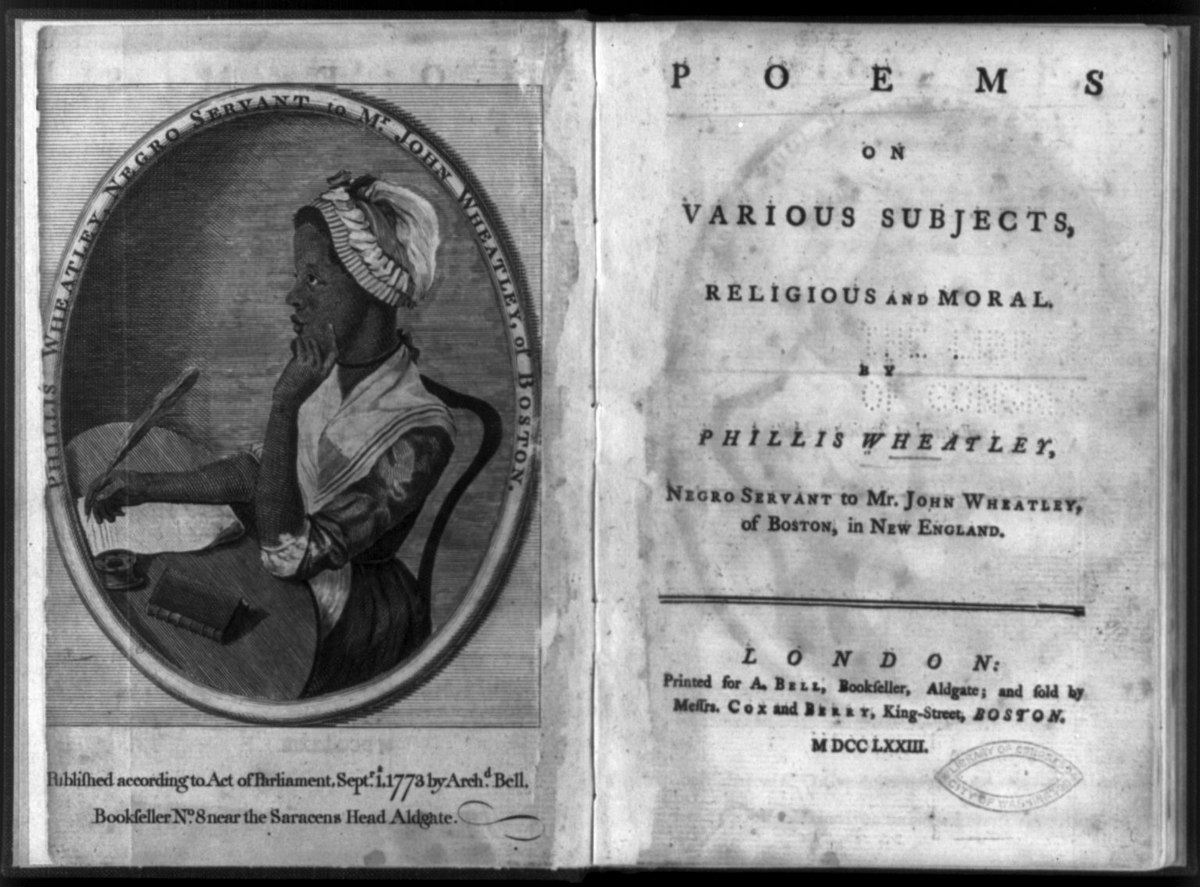 PHILLIS WHEATLEY, NEGRO SERVANT to Mr. JOHN WHEATLEY, of BOSTON.
Publiſhed according to Act of Parliament, Septr. 1, 1773 by Archd. Bell,
Bookſeller No. 8 near the Saracens Head Aldgate.
POEMS
ON
VARIOUS SUBJECTS,
RELIGIOUS AND MORAL.
BY
PHILLIS WHEATLEY,
NEGRO SERVANT to Mr. JOHN WHEATLEY,
of BOSTON, in NEW ENGLAND.
LONDON:
Printed for A. BELL, Bookſeller, Aldgate; and ſold by
Meſſrs. COX and BERRY, King-Street, BOSTON.
MDCCLXXIII.
LIBRARY OF CONGRESS
CITY OF WASHINGTON